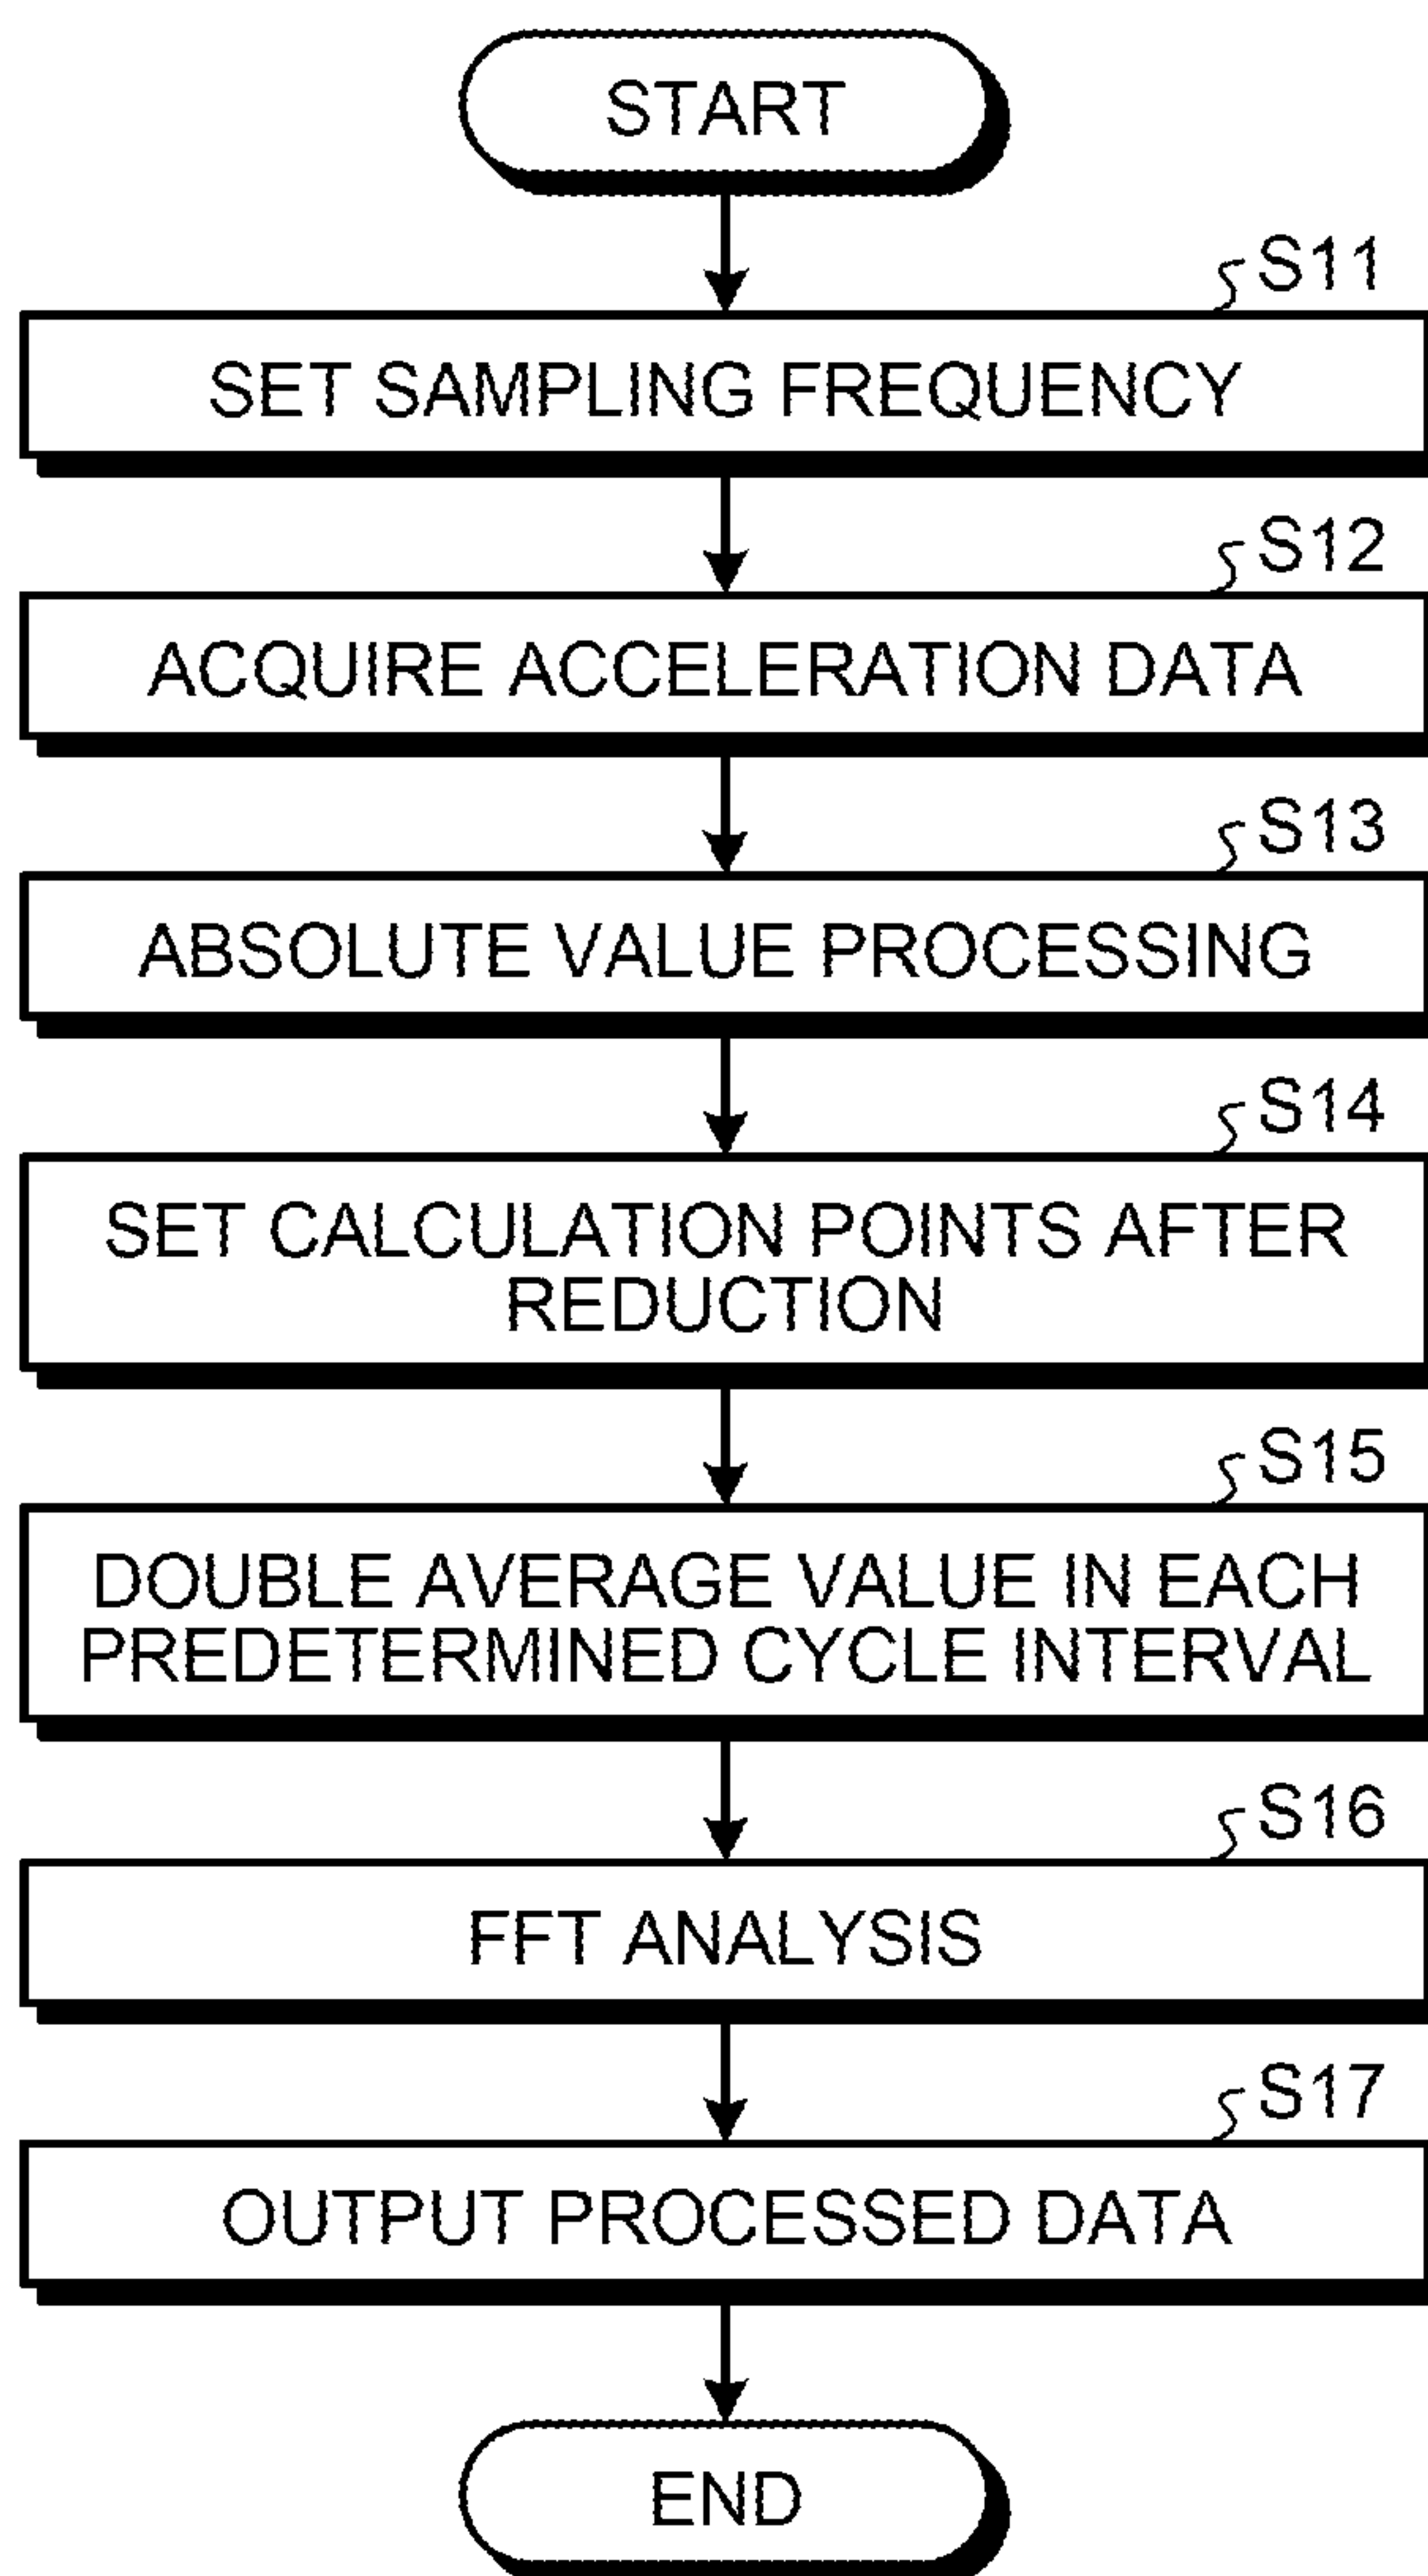 START
S11
SET SAMPLING FREQUENCY
S12
ACQUIRE ACCELERATION DATA
S13
ABSOLUTE VALUE PROCESSING
S14
SET CALCULATION POINTS AFTER
REDUCTION
S15
DOUBLE AVERAGE VALUE IN EACH
PREDETERMINED CYCLE INTERVAL
S16
FFT ANALYSIS
S17
OUTPUT PROCESSED DATA
END